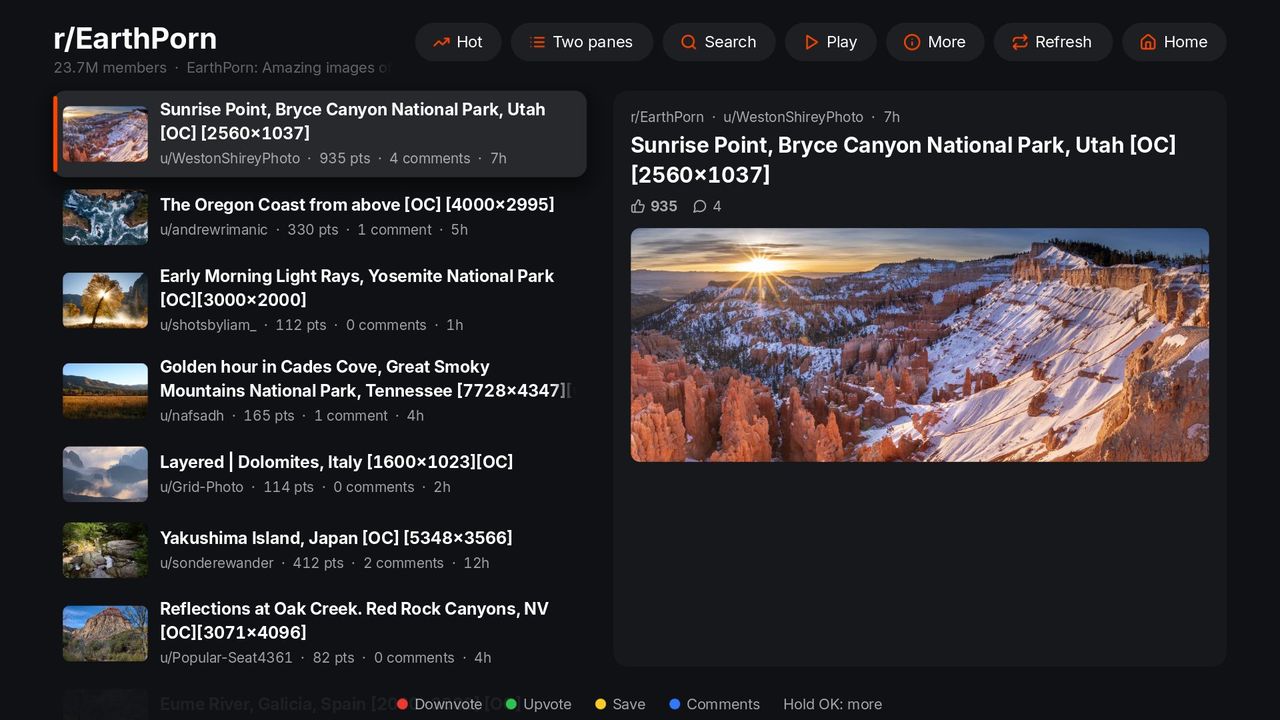 r/EarthPorn
23.7M members · EarthPorn: Amazing images o
Hot
Two panes
Search
Play
More
Refresh
Home
Sunrise Point, Bryce Canyon National Park, Utah
[OC] [2560×1037]
u/WestonShireyPhoto · 935 pts · 4 comments · 7h
The Oregon Coast from above [OC] [4000×2995]
u/andrewrimanic · 330 pts · 1 comment · 5h
Early Morning Light Rays, Yosemite National Park
[OC][3000×2000]
u/shotsbyliam_ · 112 pts · 0 comments · 1h
Golden hour in Cades Cove, Great Smoky
Mountains National Park, Tennessee [7728×4347][
u/nafsadh · 165 pts · 1 comment · 4h
Layered | Dolomites, Italy [1600×1023][OC]
u/Grid-Photo · 114 pts · 0 comments · 2h
Yakushima Island, Japan [OC] [5348×3566]
u/sonderewander · 412 pts · 2 comments · 12h
Reflections at Oak Creek. Red Rock Canyons, NV
[OC][3071×4096]
u/Popular-Seat4361 · 82 pts · 0 comments · 4h
Eume River, Galicia, Spain
r/EarthPorn · u/WestonShireyPhoto · 7h
Sunrise Point, Bryce Canyon National Park, Utah [OC]
[2560×1037]
935 4
Downvote
Upvote
Save
Comments
Hold OK: more